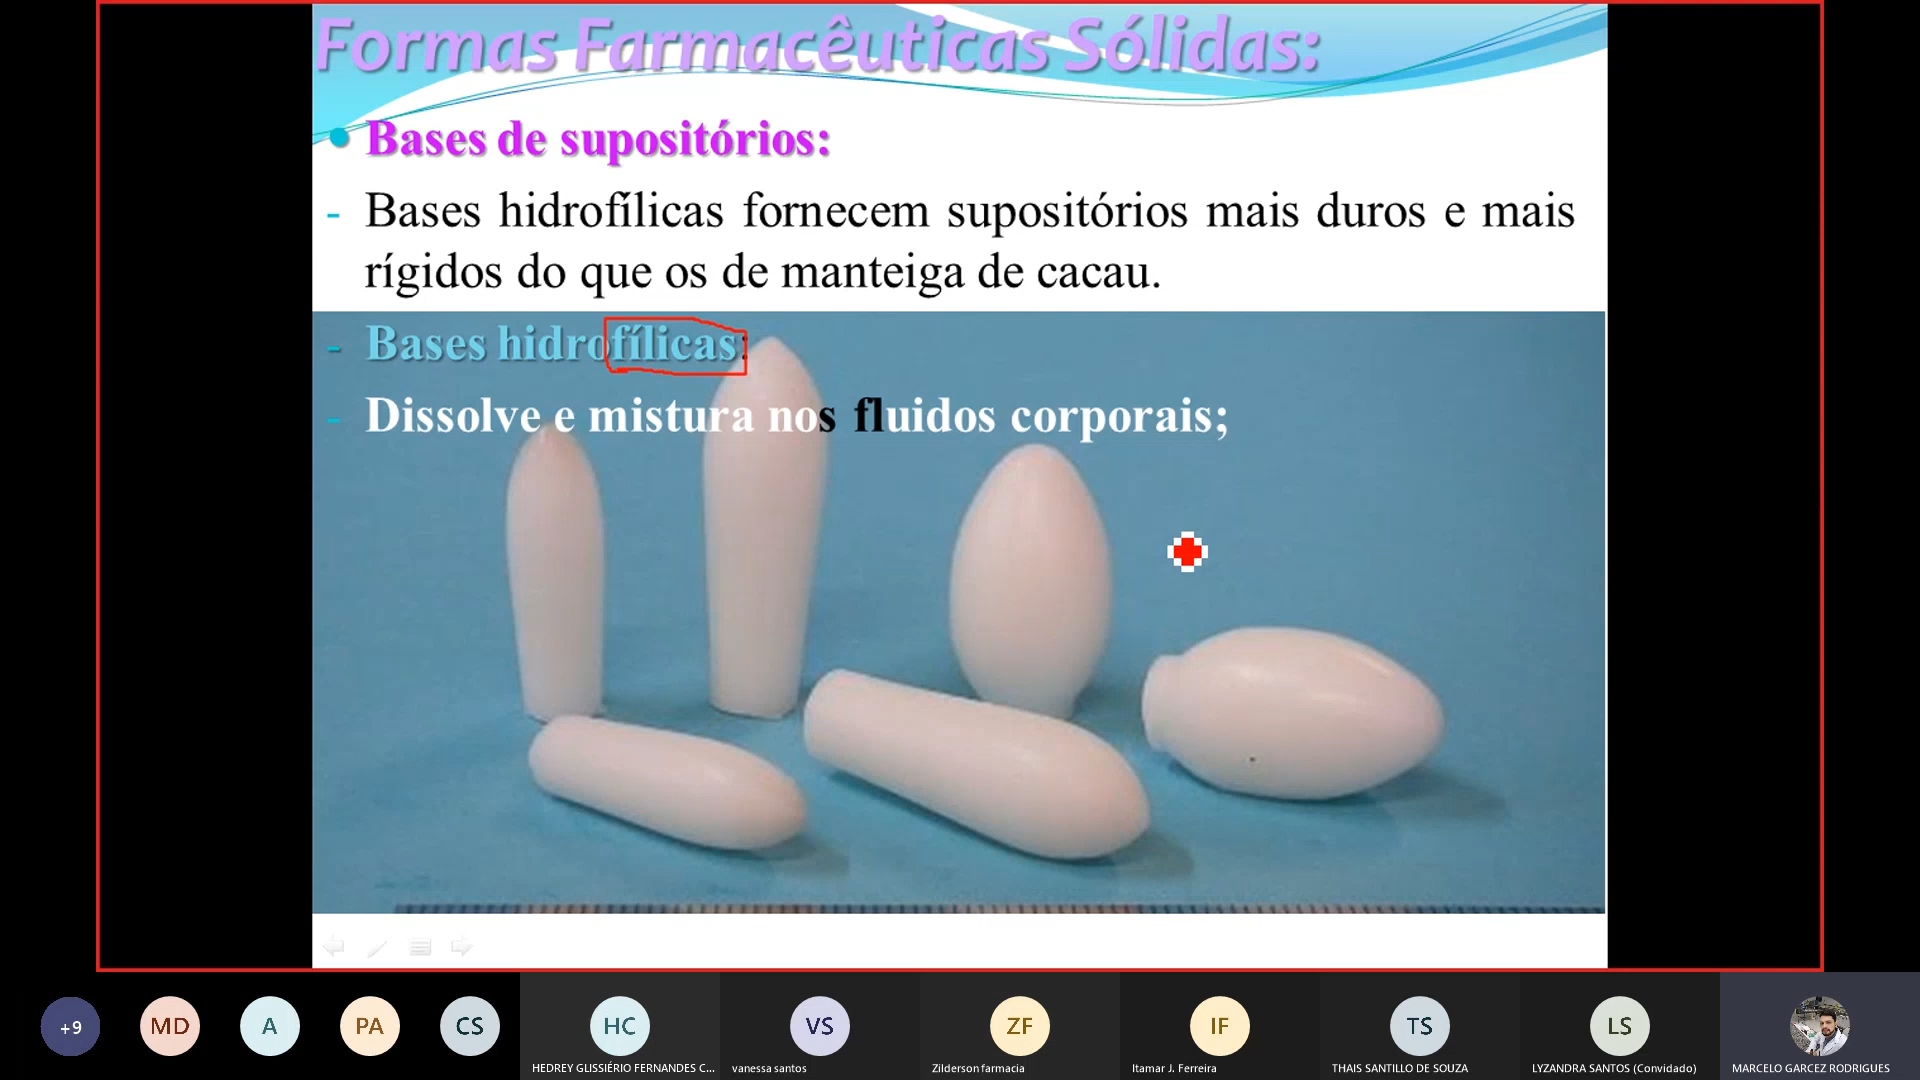 Formas Farmacêuticas Sólidas:
• Bases de supositórios:
- Bases hidrofílicas fornecem supositórios mais duros e mais
rígidos do que os de manteiga de cacau.
- Bases hidrofílicas:
- Dissolve e mistura nos fluidos corporais;
+9
MD
A
PA
CS
HC
VS
ZF
IF
TS
LS
HEDREY GLISSIÉRIO FERNANDES C...
vanessa santos
Zilderson farmacia
Itamar J. Ferreira
THAIS SANTILLO DE SOUZA
LYZANDRA SANTOS (Convidado)
MARCELO GARCEZ RODRIGUES